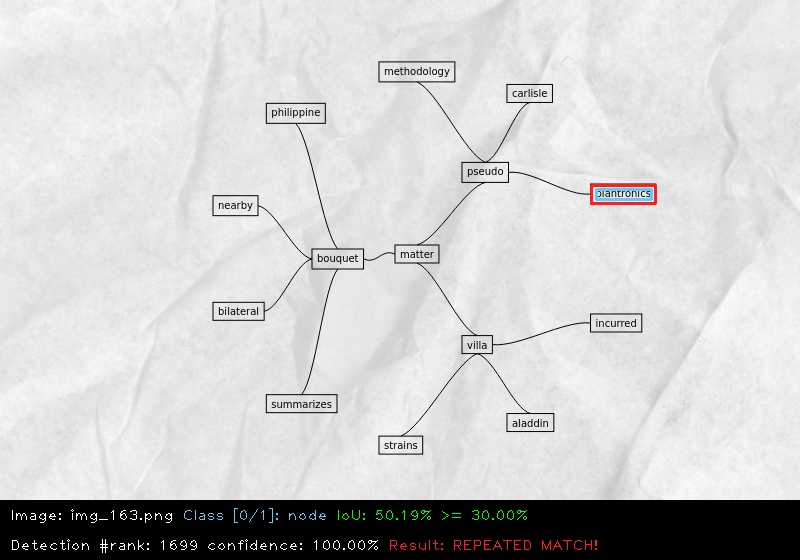 methodology
carlisle
philippine
pseudo
plantronics
nearby
matter
bouquet
bilateral
incurred
villa
summarizes
aladdin
strains
Image: img_163.png Class [0/1]: node IoU: 50.19% >= 30.00%
Detection #rank: 1699 confidence: 100.00% Result: REPEATED MATCH!